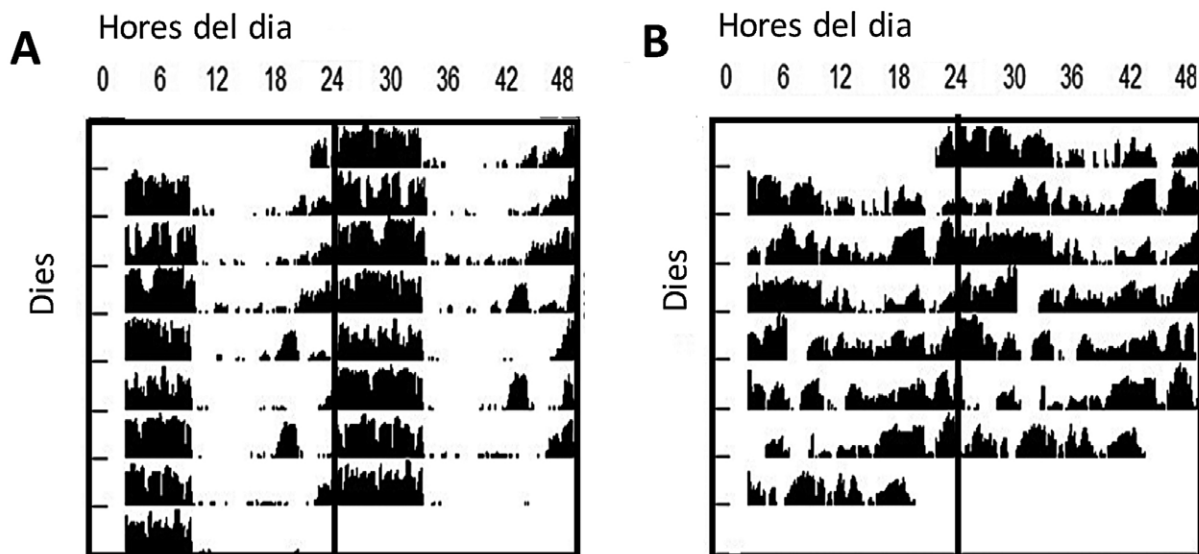 A
Hores del dia
0 6 12 18 20 24 30 36 42 48
Dies
B
Hores del dia
0 6 12 18 24 30 36 42 48
Dies